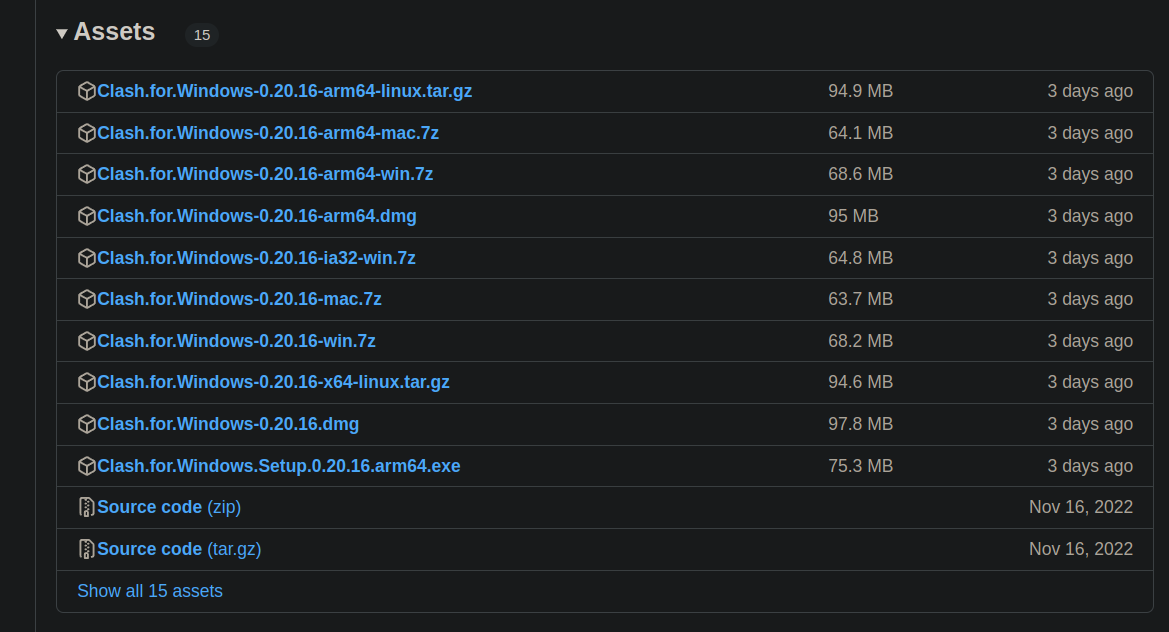 Assets 15
Clash.for.Windows-0.20.16-arm64-linux.tar.gz 94.9 MB 3 days ago
Clash.for.Windows-0.20.16-arm64-mac.7z 64.1 MB 3 days ago
Clash.for.Windows-0.20.16-arm64-win.7z 68.6 MB 3 days ago
Clash.for.Windows-0.20.16-arm64.dmg 95 MB 3 days ago
Clash.for.Windows-0.20.16-ia32-win.7z 64.8 MB 3 days ago
Clash.for.Windows-0.20.16-mac.7z 63.7 MB 3 days ago
Clash.for.Windows-0.20.16-win.7z 68.2 MB 3 days ago
Clash.for.Windows-0.20.16-x64-linux.tar.gz 94.6 MB 3 days ago
Clash.for.Windows-0.20.16.dmg 97.8 MB 3 days ago
Clash.for.Windows.Setup.0.20.16.arm64.exe 75.3 MB 3 days ago
Source code (zip) Nov 16, 2022
Source code (tar.gz) Nov 16, 2022
Show all 15 assets